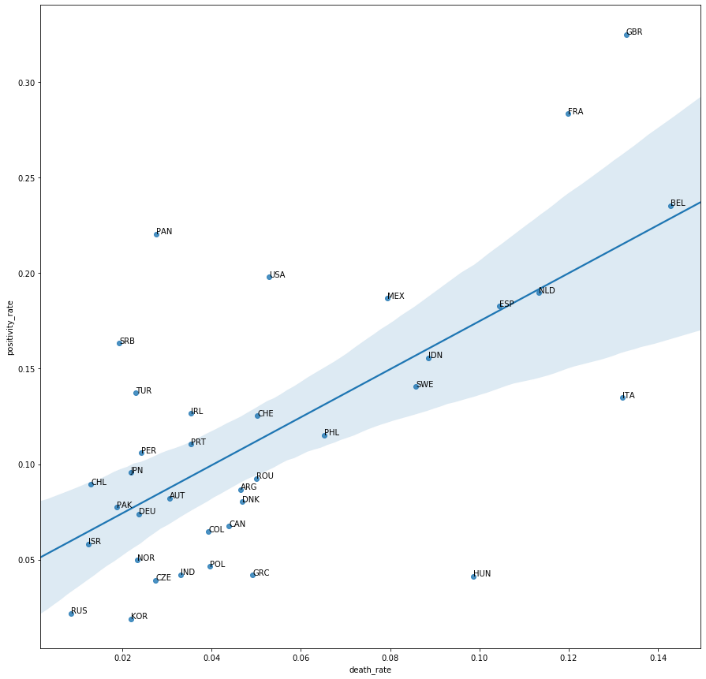 GBR
0.30
FRA
0.25
BEL
PAN
0.20
USA
MEX
NLD
ESP
positivity_rate
SRB
0.15
IDN
SWE
TUR
ITA
IRL
CHE
PHL
PRT
PER
0.10
JPN
ROU
CHL
ARG
AUT
DNK
PAK
DEU
CAN
COL
ISR
0.05
NOR
POL
IND
GRC
HUN
CZE
RUS
KOR
0.02 0.04 0.06 0.08 0.10 0.12 0.14
death_rate